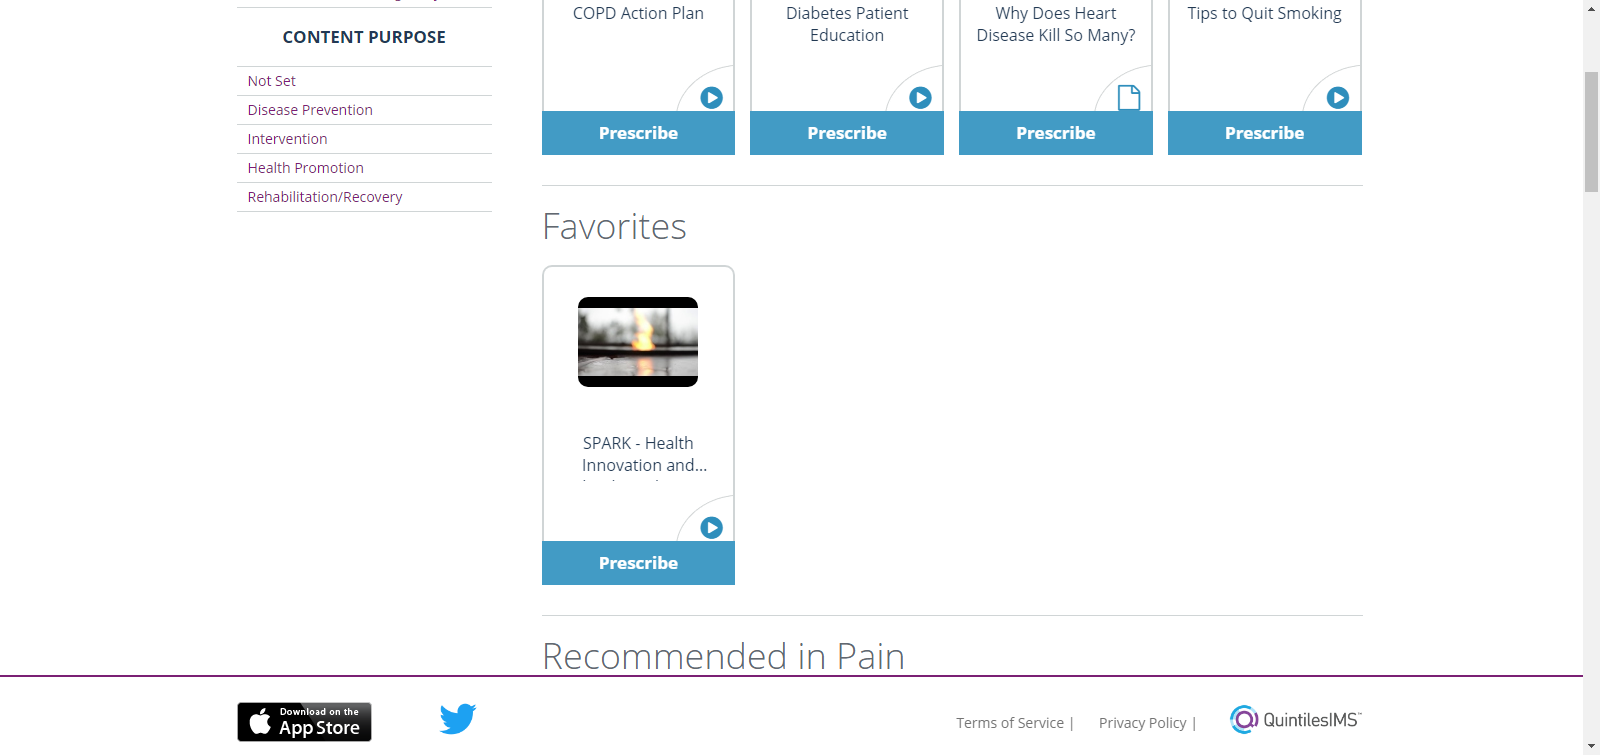 CONTENT PURPOSE
Not Set
Disease Prevention
Intervention
Health Promotion
Rehabilitation/Recovery
COPD Action Plan
Diabetes Patient
Education
Why Does Heart
Disease Kill So Many?
Tips to Quit Smoking
Prescribe
Prescribe
Prescribe
Prescribe
Favorites
SPARK - Health
Innovation and...
Prescribe
Recommended in Pain
Download on the
App Store
Terms of Service |
Privacy Policy |
QuintilesIMS™